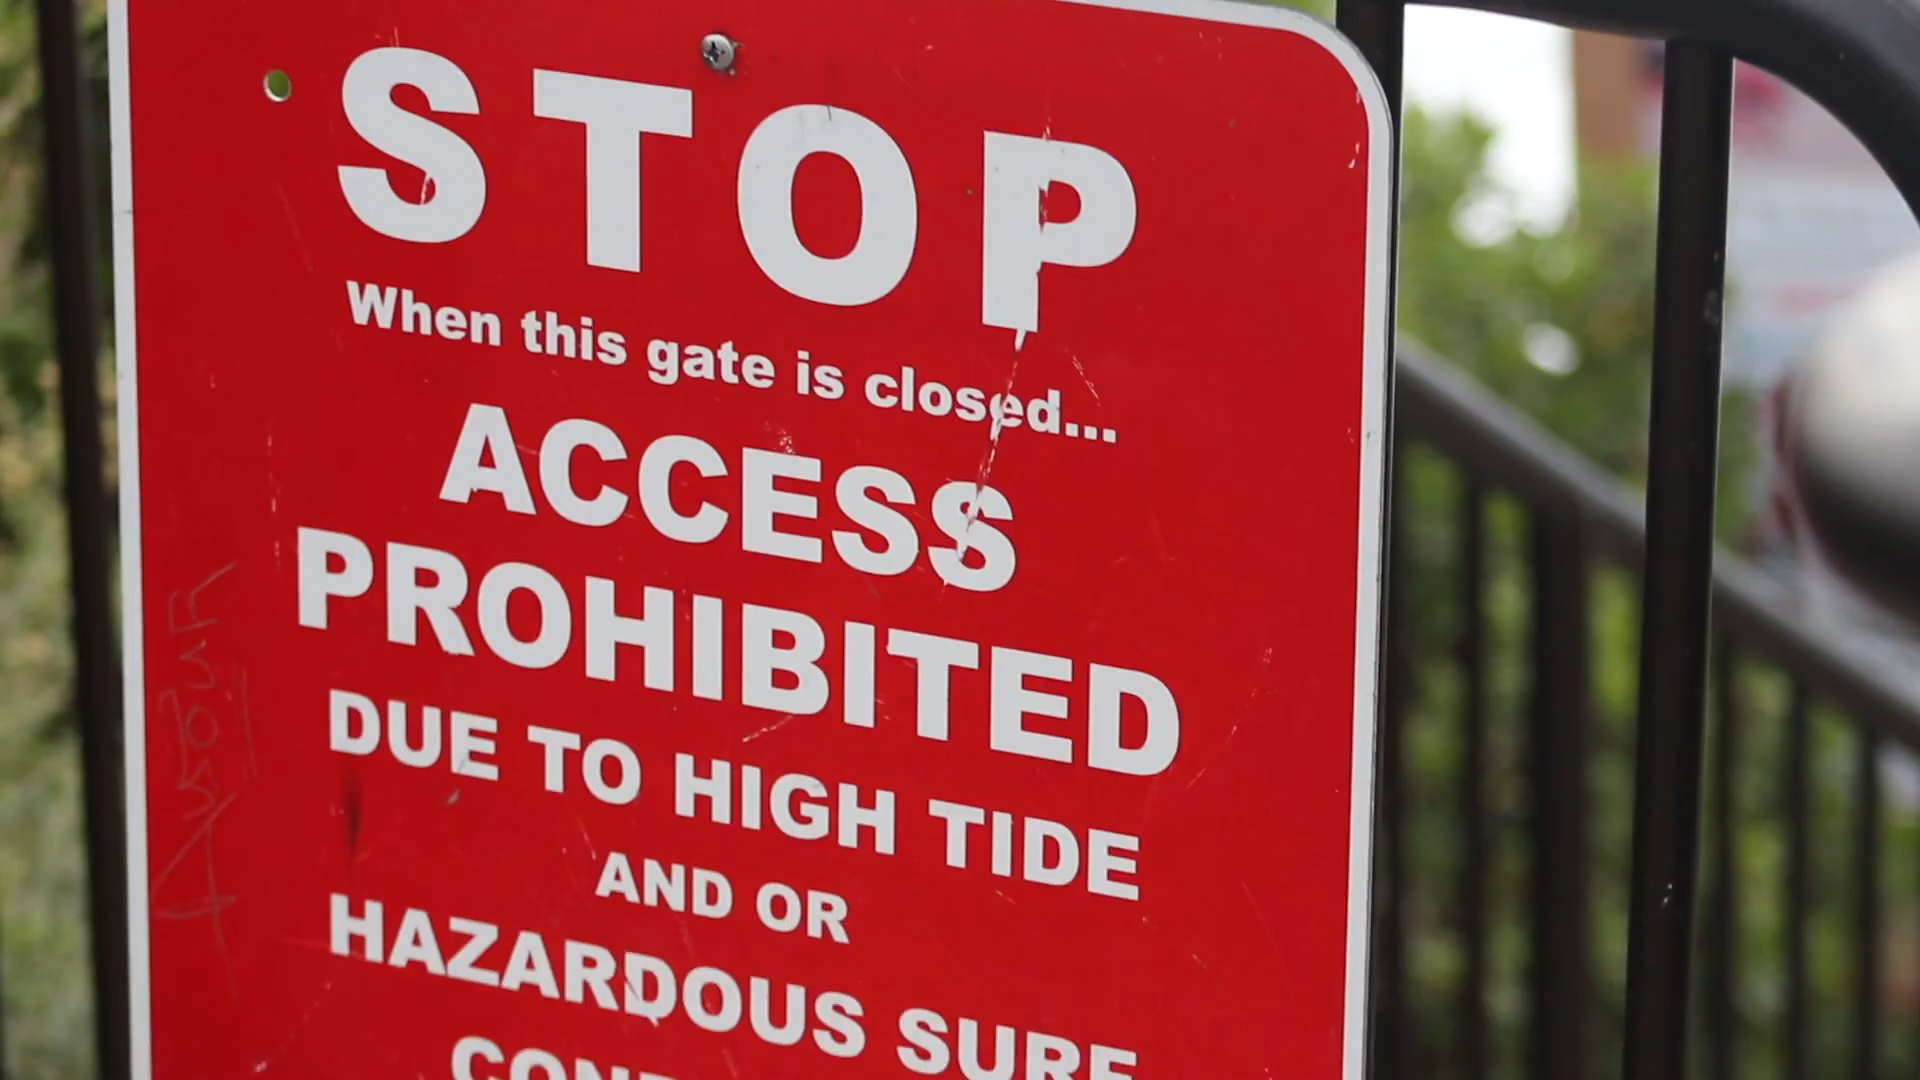 STOP
When this gate is closed...
ACCESS
PROHIBITED
DUE TO HIGH TIDE
AND OR
HAZARDOUS SURF